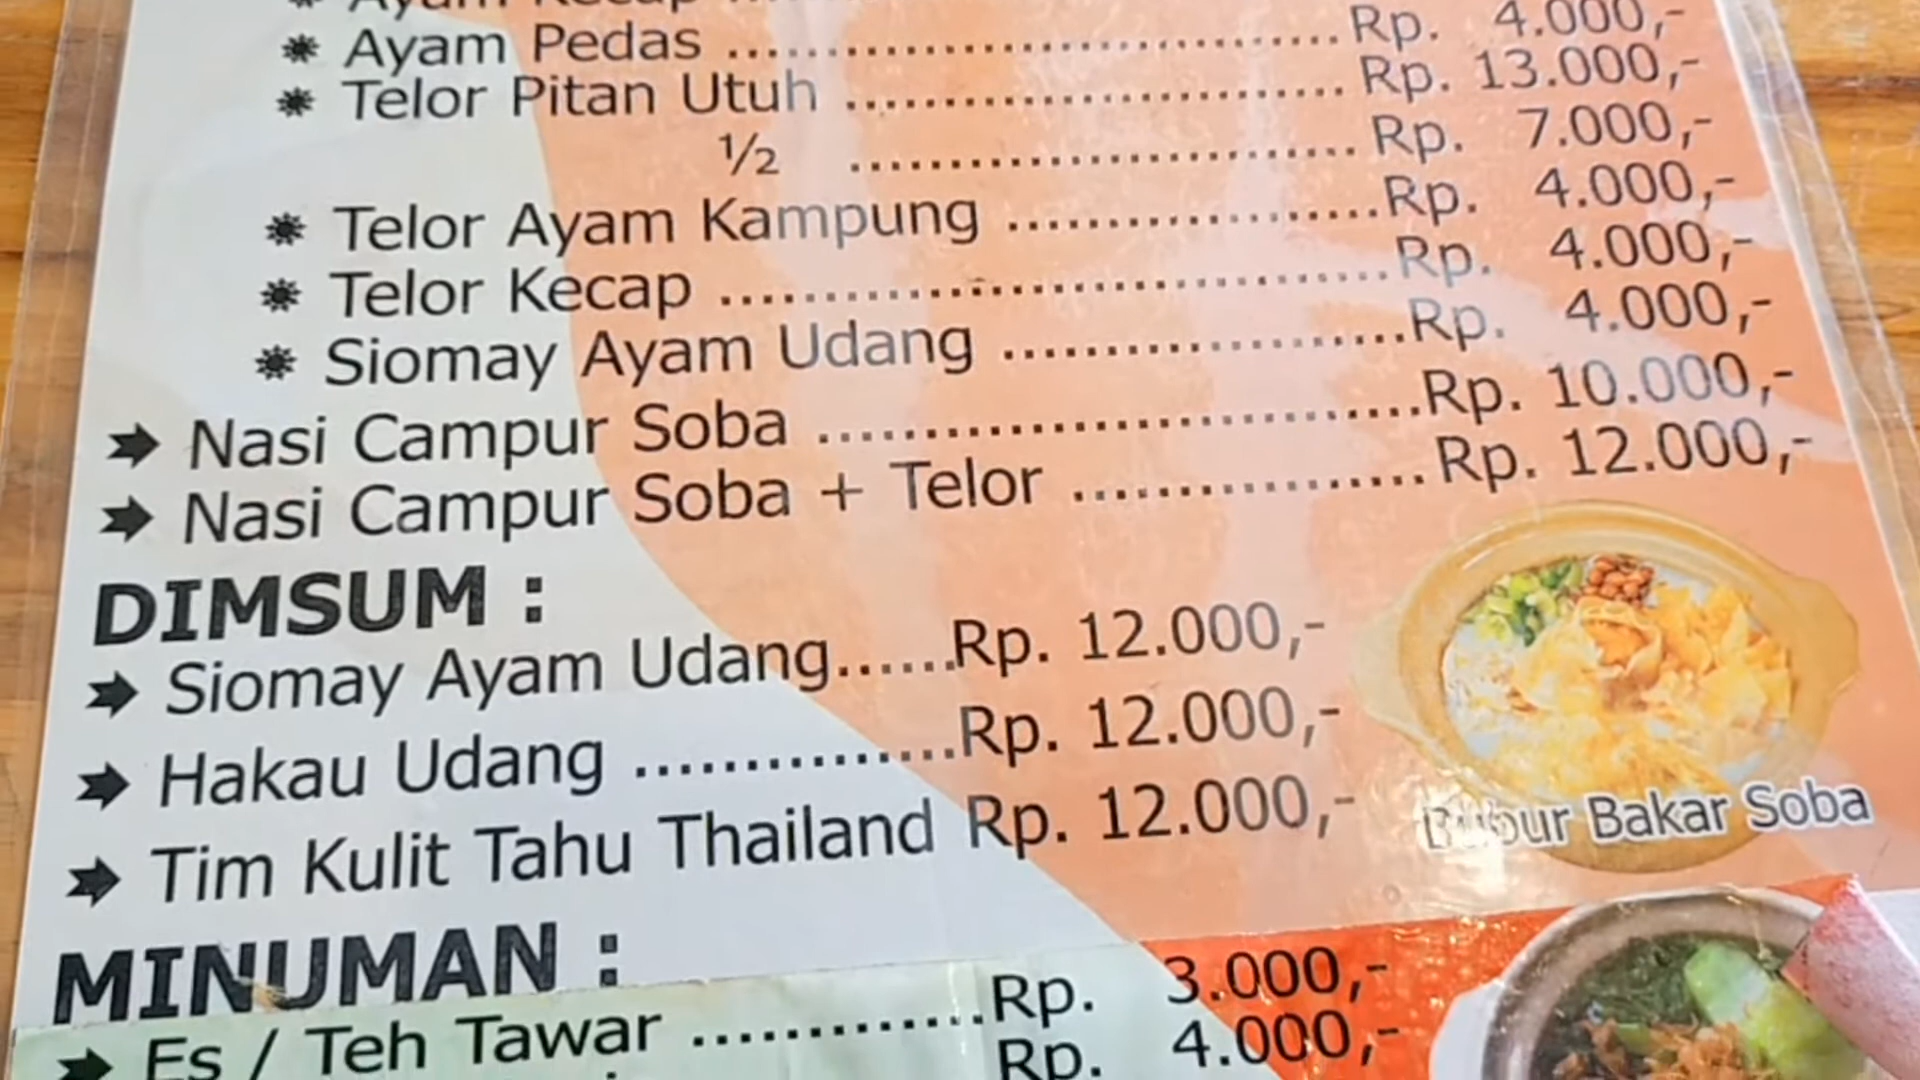 Ayam Kecap
Ayam Pedas ........................................ Rp. 4.000,-
Telor Pitan Utuh ................................ Rp. 13.000,-
½ ................................ Rp. 7.000,-
Telor Ayam Kampung .................... Rp. 4.000,-
Telor Kecap ........................................ Rp. 4.000,-
Siomay Ayam Udang ...................... Rp. 4.000,-
Nasi Campur Soba ................................. Rp. 10.000,-
Nasi Campur Soba + Telor .................. Rp. 12.000,-
DIMSUM :
Siomay Ayam Udang...... Rp. 12.000,-
Hakau Udang ............... Rp. 12.000,-
Tim Kulit Tahu Thailand Rp. 12.000,-
Bubur Bakar Soba
MINUMAN :
Es / Teh Tawar .............. Rp. 3.000,-
Rp. 4.000,-